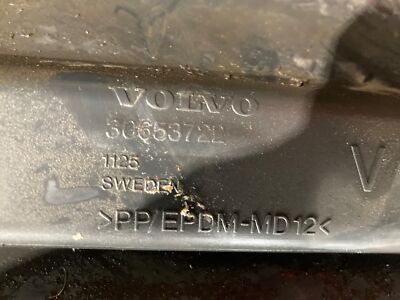 VOLVO
30653722
1125
SWEDEN
V
>PP/EPDM-MD12<